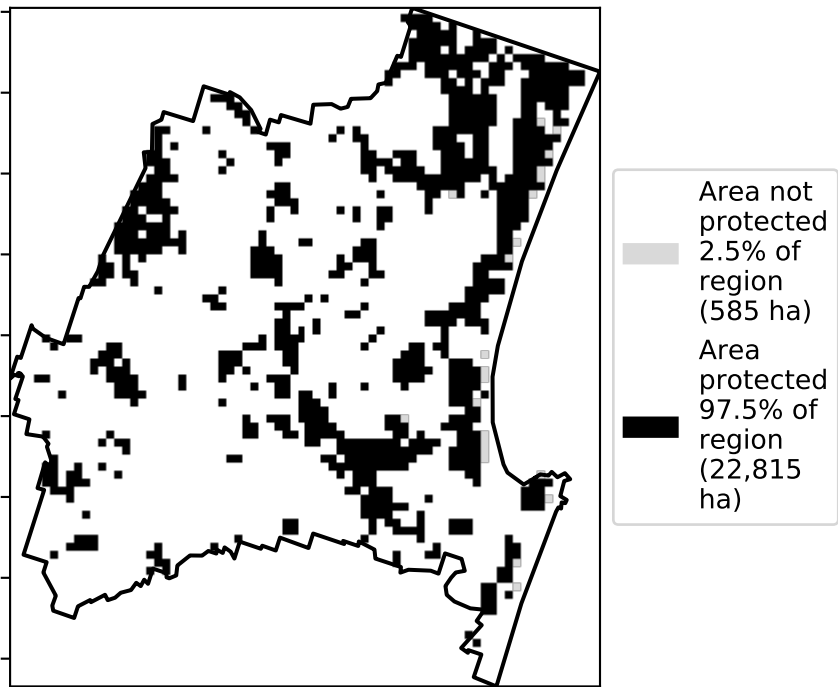 Area not
protected
2.5% of
region
(585 ha)
Area
protected
97.5% of
region
(22,815
ha)